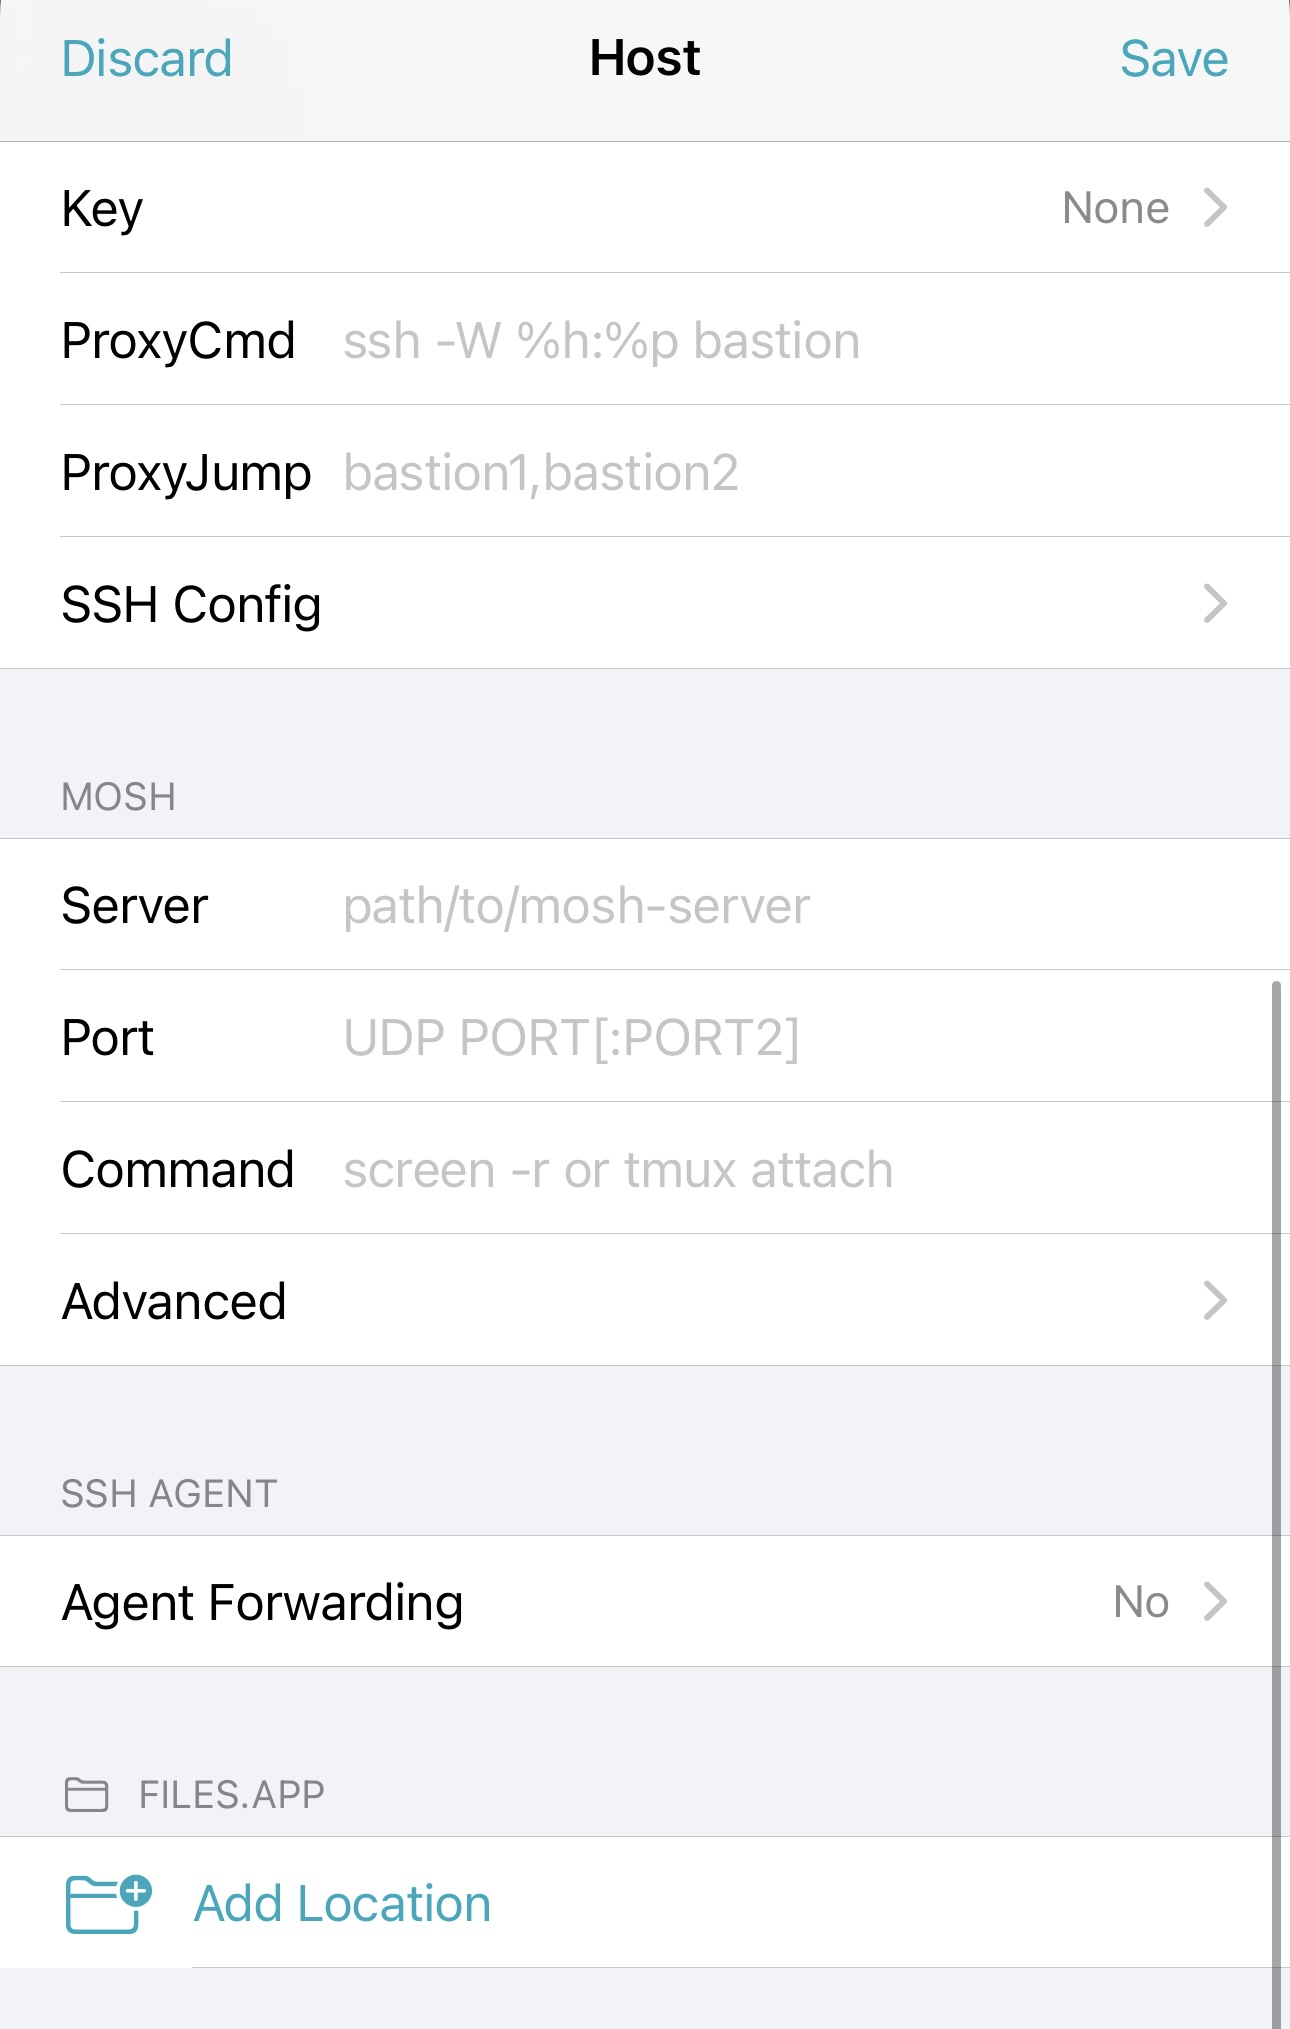 Discard Host Save
Key None
ProxyCmd ssh -W %h:%p bastion
ProxyJump bastion1,bastion2
SSH Config
MOSH
Server path/to/mosh-server
Port UDP PORT[:PORT2]
Command screen -r or tmux attach
Advanced
SSH AGENT
Agent Forwarding No
FILES.APP
Add Location